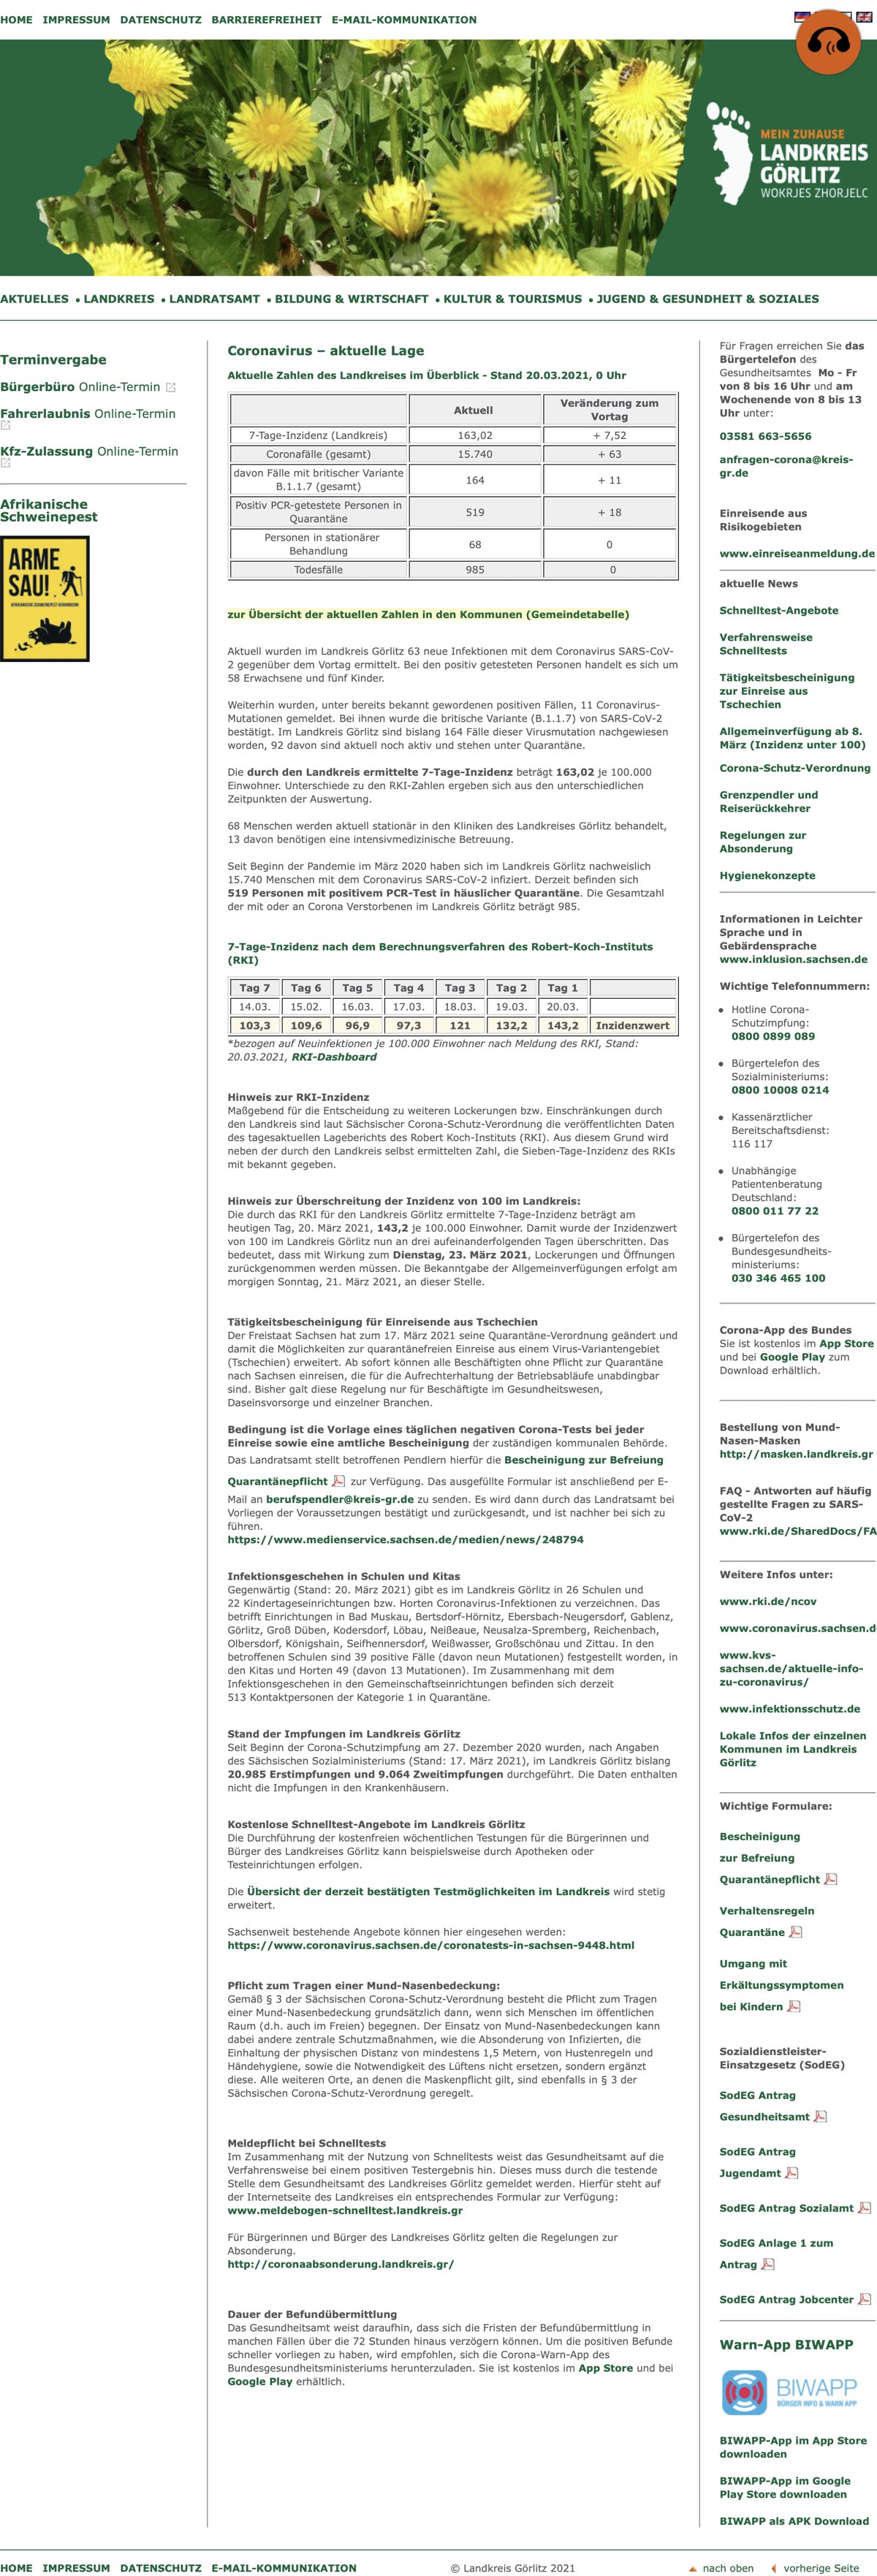 HOME IMPRESSUM DATENSCHUTZ BARRIEREFREIHEIT E-MAIL-KOMMUNIKATION
MEIN ZUHAUSE
LANDKREIS
GÖRLITZ
WOKRJES ZHORJELC
AKTUELLES • LANDKREIS • LANDRATSAMT • BILDUNG & WIRTSCHAFT • KULTUR & TOURISMUS • JUGEND & GESUNDHEIT & SOZIALES
Terminvergabe
Bürgerbüro Online-Termin
Fahrerlaubnis Online-Termin
Kfz-Zulassung Online-Termin
Afrikanische
Schweinepest
ARME
SAU!
Coronavirus – aktuelle Lage
Aktuelle Zahlen des Landkreises im Überblick - Stand 20.03.2021, 0 Uhr
Aktuell
Veränderung zum
Vortag
7-Tage-Inzidenz (Landkreis) 163,02 + 7,52
Coronafälle (gesamt) 15.740 + 63
davon Fälle mit britischer Variante
B.1.1.7 (gesamt) 164 + 11
Positiv PCR-getestete Personen in
Quarantäne 519 + 18
Personen in stationärer
Behandlung 68 0
Todesfälle 985 0
zur Übersicht der aktuellen Zahlen in den Kommunen (Gemeindetabelle)
Aktuell wurden im Landkreis Görlitz 63 neue Infektionen mit dem Coronavirus SARS-CoV-
2 gegenüber dem Vortag ermittelt. Bei den positiv getesteten Personen handelt es sich um
58 Erwachsene und fünf Kinder.
Weiterhin wurden, unter bereits bekannt gewordenen positiven Fällen, 11 Coronavirus-
Mutationen gemeldet. Bei ihnen wurde die britische Variante (B.1.1.7) von SARS-CoV-2
bestätigt. Im Landkreis Görlitz sind bislang 164 Fälle dieser Virusmutation nachgewiesen
worden, 92 davon sind aktuell noch aktiv und stehen unter Quarantäne.
Die durch den Landkreis ermittelte 7-Tage-Inzidenz beträgt 163,02 je 100.000
Einwohner. Unterschiede zu den RKI-Zahlen ergeben sich aus den unterschiedlichen
Zeitpunkten der Auswertung.
68 Menschen werden aktuell stationär in den Kliniken des Landkreises Görlitz behandelt,
13 davon benötigen eine intensivmedizinische Betreuung.
Seit Beginn der Pandemie im März 2020 haben sich im Landkreis Görlitz nachweislich
15.740 Menschen mit dem Coronavirus SARS-CoV-2 infiziert. Derzeit befinden sich
519 Personen mit positivem PCR-Test in häuslicher Quarantäne. Die Gesamtzahl
der mit oder an Corona Verstorbenen im Landkreis Görlitz beträgt 985.
7-Tage-Inzidenz nach dem Berechnungsverfahren des Robert-Koch-Instituts
(RKI)
Tag 7 Tag 6 Tag 5 Tag 4 Tag 3 Tag 2 Tag 1
14.03. 15.02. 16.03. 17.03. 18.03. 19.03. 20.03.
103,3 109,6 96,9 97,3 121 132,2 143,2 Inzidenzwert
*bezogen auf Neuinfektionen je 100.000 Einwohner nach Meldung des RKI, Stand:
20.03.2021, RKI-Dashboard
Hinweis zur RKI-Inzidenz
Maßgebend für die Entscheidung zu weiteren Lockerungen bzw. Einschränkungen durch
den Landkreis sind laut Sächsischer Corona-Schutz-Verordnung die veröffentlichten Daten
des tagesaktuellen Lageberichts des Robert Koch-Instituts (RKI). Aus diesem Grund wird
neben der durch den Landkreis selbst ermittelten Zahl, die Sieben-Tage-Inzidenz des RKIs
mit bekannt gegeben.
Hinweis zur Überschreitung der Inzidenz von 100 im Landkreis:
Die durch das RKI für den Landkreis Görlitz ermittelte 7-Tage-Inzidenz beträgt am
heutigen Tag, 20. März 2021, 143,2 je 100.000 Einwohner. Damit wurde der Inzidenzwert
von 100 im Landkreis Görlitz nun an drei aufeinanderfolgenden Tagen überschritten. Das
bedeutet, dass mit Wirkung zum Dienstag, 23. März 2021, Lockerungen und Öffnungen
zurückgenommen werden müssen. Die Bekanntgabe der Allgemeinverfügungen erfolgt am
morgigen Sonntag, 21. März 2021, an dieser Stelle.
Tätigkeitsbescheinigung für Einreisende aus Tschechien
Der Freistaat Sachsen hat zum 17. März 2021 seine Quarantäne-Verordnung geändert und
damit die Möglichkeiten zur quarantänefreien Einreise aus einem Virus-Variantengebiet
(Tschechien) erweitert. Ab sofort können alle Beschäftigten ohne Pflicht zur Quarantäne
nach Sachsen einreisen, die für die Aufrechterhaltung der Betriebsabläufe unabdingbar
sind. Bisher galt diese Regelung nur für Beschäftigte im Gesundheitswesen,
Daseinsvorsorge und einzelner Branchen.
Bedingung ist die Vorlage eines täglichen negativen Corona-Tests bei jeder
Einreise sowie eine amtliche Bescheinigung der zuständigen kommunalen Behörde.
Das Landratsamt stellt betroffenen Pendlern hierfür die Bescheinigung zur Befreiung
Quarantänepflicht zur Verfügung. Das ausgefüllte Formular ist anschließend per E-
Mail an berufspendler@kreis-gr.de zu senden. Es wird dann durch das Landratsamt bei
Vorliegen der Voraussetzungen bestätigt und zurückgesandt, und ist nachher bei sich zu
führen.
https://www.medienservice.sachsen.de/medien/news/248794
Infektionsgeschehen in Schulen und Kitas
Gegenwärtig (Stand: 20. März 2021) gibt es im Landkreis Görlitz in 26 Schulen und
22 Kindertageseinrichtungen bzw. Horten Coronavirus-Infektionen zu verzeichnen. Das
betrifft Einrichtungen in Bad Muskau, Bertsdorf-Hörnitz, Ebersbach-Neugersdorf, Gablenz,
Görlitz, Groß Düben, Kodersdorf, Löbau, Neißeaue, Neusalza-Spremberg, Reichenbach,
Olbersdorf, Königshain, Seifhennersdorf, Weißwasser, Großschönau und Zittau. In den
betroffenen Schulen sind 39 positive Fälle (davon neun Mutationen) festgestellt worden, in
den Kitas und Horten 49 (davon 13 Mutationen). Im Zusammenhang mit dem
Infektionsgeschehen in den Gemeinschaftseinrichtungen befinden sich derzeit
513 Kontaktpersonen der Kategorie 1 in Quarantäne.
Stand der Impfungen im Landkreis Görlitz
Seit Beginn der Corona-Schutzimpfung am 27. Dezember 2020 wurden, nach Angaben
des Sächsischen Sozialministeriums (Stand: 17. März 2021), im Landkreis Görlitz bislang
20.985 Erstimpfungen und 9.064 Zweitimpfungen durchgeführt. Die Daten enthalten
nicht die Impfungen in den Krankenhäusern.
Kostenlose Schnelltest-Angebote im Landkreis Görlitz
Die Durchführung der kostenfreien wöchentlichen Testungen für die Bürgerinnen und
Bürger des Landkreises Görlitz kann beispielsweise durch Apotheken oder
Testeinrichtungen erfolgen.
Die Übersicht der derzeit bestätigten Testmöglichkeiten im Landkreis wird stetig
erweitert.
Sachsenweit bestehende Angebote können hier eingesehen werden:
https://www.coronavirus.sachsen.de/coronatests-in-sachsen-9448.html
Pflicht zum Tragen einer Mund-Nasenbedeckung:
Gemäß § 3 der Sächsischen Corona-Schutz-Verordnung besteht die Pflicht zum Tragen
einer Mund-Nasenbedeckung grundsätzlich dann, wenn sich Menschen im öffentlichen
Raum (d.h. auch im Freien) begegnen. Der Einsatz von Mund-Nasenbedeckungen kann
dabei andere zentrale Schutzmaßnahmen, wie die Absonderung von Infizierten, die
Einhaltung der physischen Distanz von mindestens 1,5 Metern, von Hustenregeln und
Händehygiene, sowie die Notwendigkeit des Lüftens nicht ersetzen, sondern ergänzt
diese. Alle weiteren Orte, an denen die Maskenpflicht gilt, sind ebenfalls in § 3 der
Sächsischen Corona-Schutz-Verordnung geregelt.
Meldepflicht bei Schnelltests
Im Zusammenhang mit der Nutzung von Schnelltests weist das Gesundheitsamt auf die
Verfahrensweise bei einem positiven Testergebnis hin. Dieses muss durch die testende
Stelle dem Gesundheitsamt des Landkreises Görlitz gemeldet werden. Hierfür steht auf
der Internetseite des Landkreises ein entsprechendes Formular zur Verfügung:
www.meldebogen-schnelltest.landkreis.gr
Für Bürgerinnen und Bürger des Landkreises Görlitz gelten die Regelungen zur
Absonderung.
http://coronaabsonderung.landkreis.gr/
Dauer der Befundübermittlung
Das Gesundheitsamt weist daraufhin, dass sich die Fristen der Befundübermittlung in
manchen Fällen über die 72 Stunden hinaus verzögern können. Um die positiven Befunde
schneller vorliegen zu haben, wird empfohlen, sich die Corona-Warn-App des
Bundesgesundheitsministeriums herunterzuladen. Sie ist kostenlos im App Store und bei
Google Play erhältlich.
Für Fragen erreichen Sie das
Bürgertelefon des
Gesundheitsamtes Mo - Fr
von 8 bis 16 Uhr und am
Wochenende von 8 bis 13
Uhr unter:
03581 663-5656
anfragen-corona@kreis-
gr.de
Einreisende aus
Risikogebieten
www.einreiseanmeldung.de
aktuelle News
Schnelltest-Angebote
Verfahrensweise
Schnelltests
Tätigkeitsbescheinigung
zur Einreise aus
Tschechien
Allgemeinverfügung ab 8.
März (Inzidenz unter 100)
Corona-Schutz-Verordnung
Grenzpendler und
Reiserückkehrer
Regelungen zur
Absonderung
Hygienekonzepte
Informationen in Leichter
Sprache und in
Gebärdensprache
www.inklusion.sachsen.de
Wichtige Telefonnummern:
• Hotline Corona-
Schutzimpfung:
0800 0899 089
• Bürgertelefon des
Sozialministeriums:
0800 10008 0214
• Kassenärztlicher
Bereitschaftsdienst:
116 117
• Unabhängige
Patientenberatung
Deutschland:
0800 011 77 22
• Bürgertelefon des
Bundesgesundheits-
ministeriums:
030 346 465 100
Corona-App des Bundes
Sie ist kostenlos im App Store
und bei Google Play zum
Download erhältlich.
Bestellung von Mund-
Nasen-Masken
http://masken.landkreis.gr
FAQ - Antworten auf häufig
gestellte Fragen zu SARS-
CoV-2
www.rki.de/SharedDocs/FA
Weitere Infos unter:
www.rki.de/ncov
www.coronavirus.sachsen.d
www.kvs-
sachsen.de/aktuelle-info-
zu-coronavirus/
www.infektionsschutz.de
Lokale Infos der einzelnen
Kommunen im Landkreis
Görlitz
Wichtige Formulare:
Bescheinigung
zur Befreiung
Quarantänepflicht
Verhaltensregeln
Quarantäne
Umgang mit
Erkältungssymptomen
bei Kindern
Sozialdienstleister-
Einsatzgesetz (SodEG)
SodEG Antrag
Gesundheitsamt
SodEG Antrag
Jugendamt
SodEG Antrag Sozialamt
SodEG Anlage 1 zum
Antrag
SodEG Antrag Jobcenter
Warn-App BIWAPP
BIWAPP
BÜRGER INFO & WARN APP
BIWAPP-App im App Store
downloaden
BIWAPP-App im Google
Play Store downloaden
BIWAPP als APK Download
HOME IMPRESSUM DATENSCHUTZ E-MAIL-KOMMUNIKATION
© Landkreis Görlitz 2021
nach oben vorherige Seite